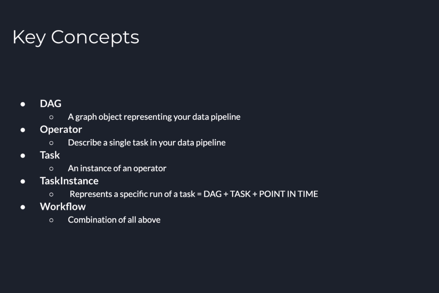 Key Concepts
● DAG
○ A graph object representing your data pipeline
● Operator
○ Describe a single task in your data pipeline
● Task
○ An instance of an operator
● TaskInstance
○ Represents a specific run of a task = DAG + TASK + POINT IN TIME
● Workflow
○ Combination of all above